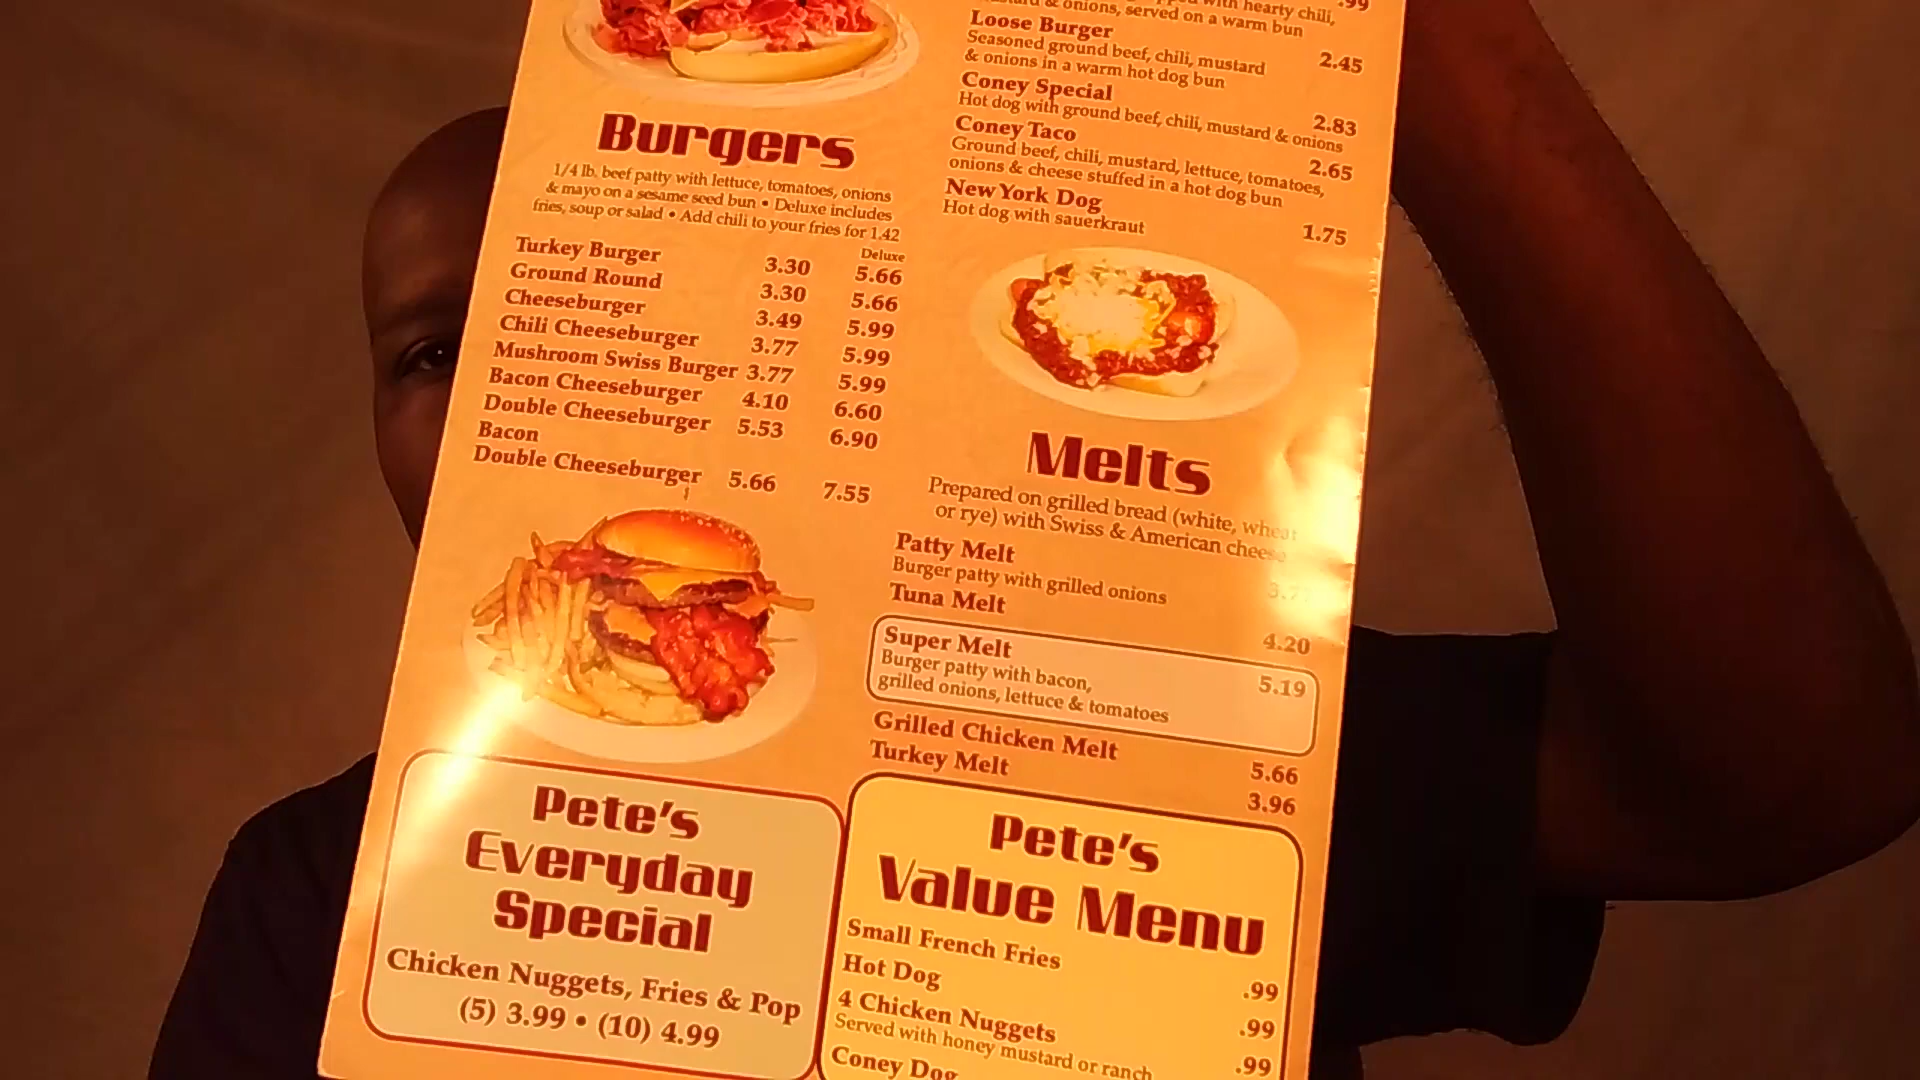 Burgers
1/4 lb. beef patty with lettuce, tomatoes, onions
& mayo on a sesame seed bun • Deluxe includes
fries, soup or salad • Add chili to your fries for 1.42
Deluxe
Turkey Burger 3.30 5.66
Ground Round 3.30 5.66
Cheeseburger 3.49 5.99
Chili Cheeseburger 3.77 5.99
Mushroom Swiss Burger 3.77 5.99
Bacon Cheeseburger 4.10 6.60
Double Cheeseburger 5.53 6.90
Bacon
Double Cheeseburger 5.66 7.55
Pete's
Everyday
Special
Chicken Nuggets, Fries & Pop
(5) 3.99 • (10) 4.99
with hearty chili, .99
& onions, served on a warm bun
Loose Burger 2.45
Seasoned ground beef, chili, mustard
& onions in a warm hot dog bun
Coney Special 2.83
Hot dog with ground beef, chili, mustard & onions
Coney Taco 2.65
Ground beef, chili, mustard, lettuce, tomatoes,
onions & cheese stuffed in a hot dog bun
New York Dog 1.75
Hot dog with sauerkraut
Melts
Prepared on grilled bread (white, wheat
or rye) with Swiss & American cheese
Patty Melt
Burger patty with grilled onions
Tuna Melt 4.20
Super Melt 5.19
Burger patty with bacon,
grilled onions, lettuce & tomatoes
Grilled Chicken Melt 5.66
Turkey Melt 3.96
Pete's
Value Menu
Small French Fries .99
Hot Dog .99
4 Chicken Nuggets .99
Served with honey mustard or ranch
Coney Dog